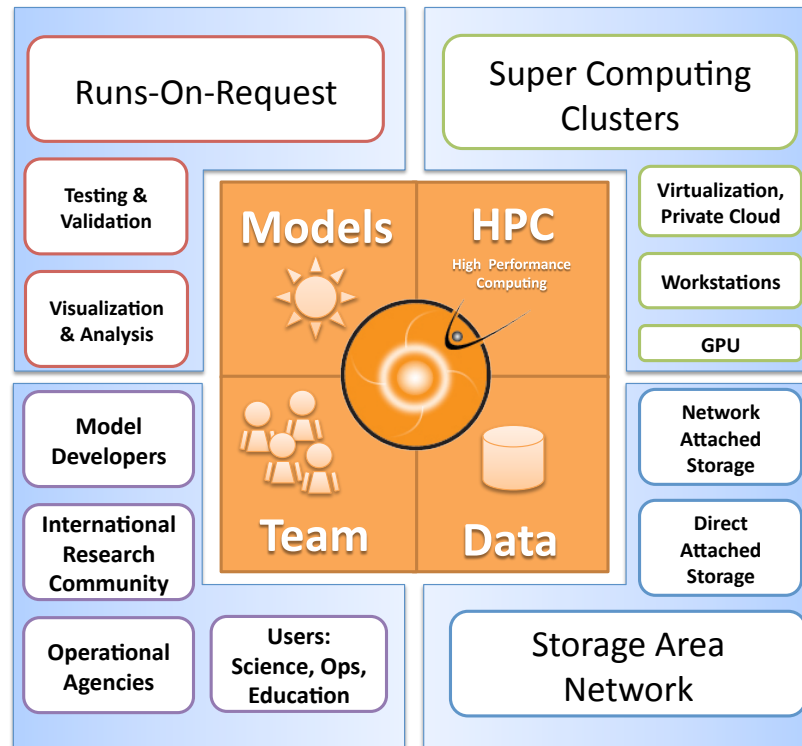 Runs-On-Request
Testing &
Validation
Visualization
& Analysis
Super Computing
Clusters
Virtualization,
Private Cloud
Workstations
GPU
Models
HPC
High Performance
Computing
Team
Data
Model
Developers
International
Research
Community
Operational
Agencies
Users:
Science, Ops,
Education
Network
Attached
Storage
Direct
Attached
Storage
Storage Area
Network